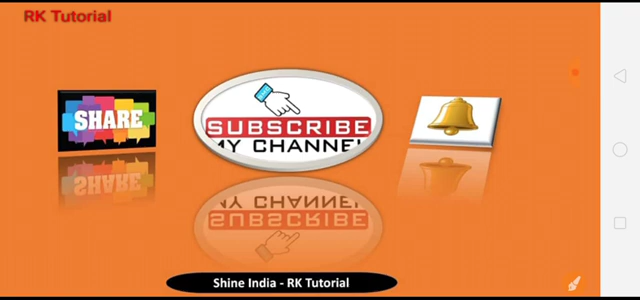 RK Tutorial
SHARE
SUBSCRIBE
MY CHANNEL
Shine India - RK Tutorial